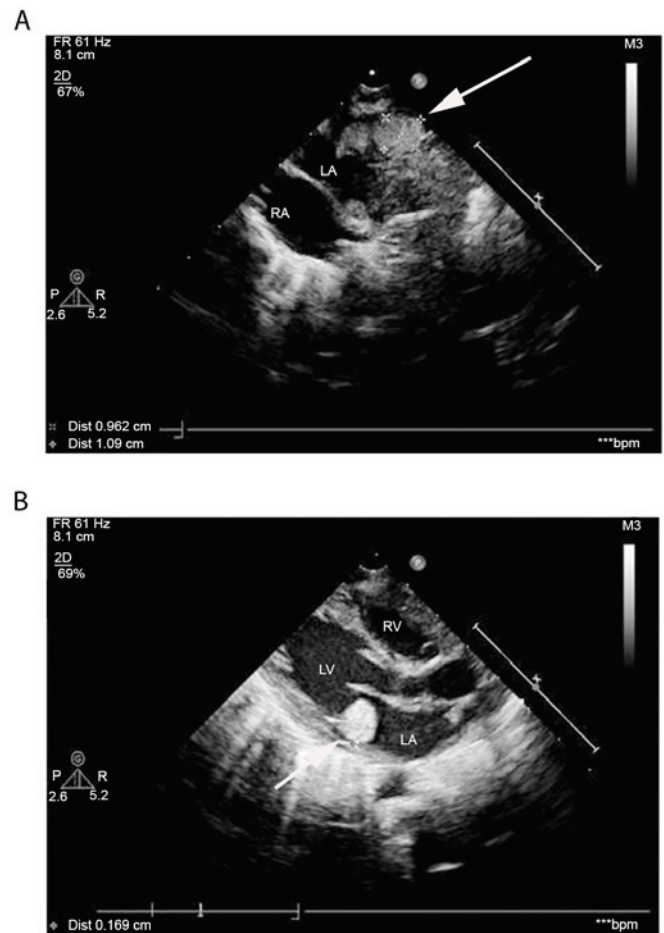 A
FR 61 Hz
8.1 cm
M3
2D
67%
LA
RA
G
P R
2.6 5.2
Dist 0.962 cm
Dist 1.09 cm
***bpm
B
FR 61 Hz
8.1 cm
M3
2D
69%
RV
LV
LA
G
P R
2.6 5.2
Dist 0.169 cm
***bpm